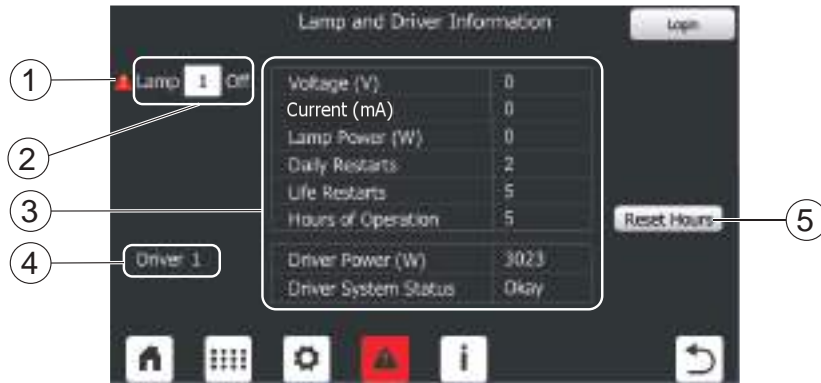 Lamp and Driver Information
Login
1
Lamp 1 Off
2
Voltage (V) 0
Current (mA) 0
Lamp Power (W) 0
Daily Restarts 2
3
Life Restarts 5
Hours of Operation 5
Reset Hours
5
4
Driver 1
Driver Power (W) 3023
Driver System Status Okay
i